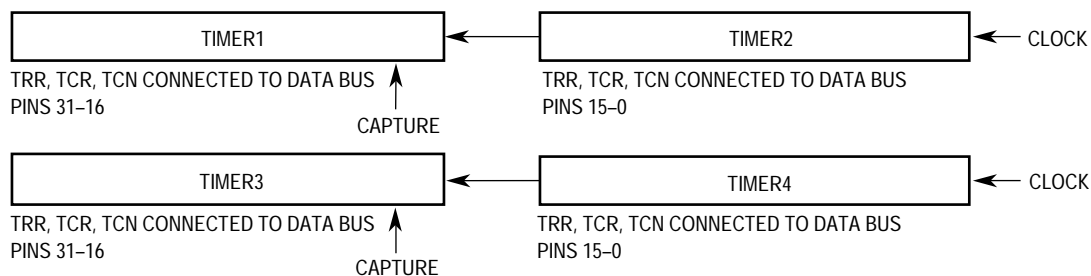 TIMER1
TIMER2
CLOCK
TRR, TCR, TCN CONNECTED TO DATA BUS
PINS 31–16
CAPTURE
TRR, TCR, TCN CONNECTED TO DATA BUS
PINS 15–0
TIMER3
TIMER4
CLOCK
TRR, TCR, TCN CONNECTED TO DATA BUS
PINS 31–16
CAPTURE
TRR, TCR, TCN CONNECTED TO DATA BUS
PINS 15–0